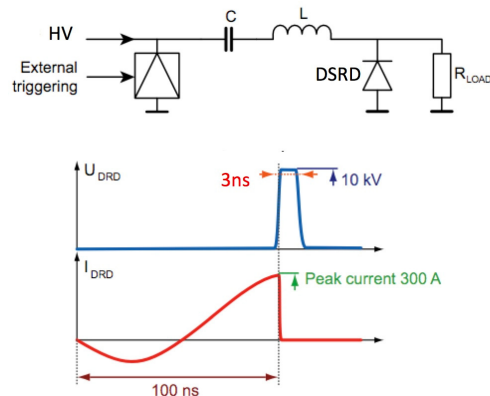 C
L
HV
External
triggering
DSRD
RLOAD
UDRD
3ns
10 kV
IDRD
Peak current 300 A
100 ns